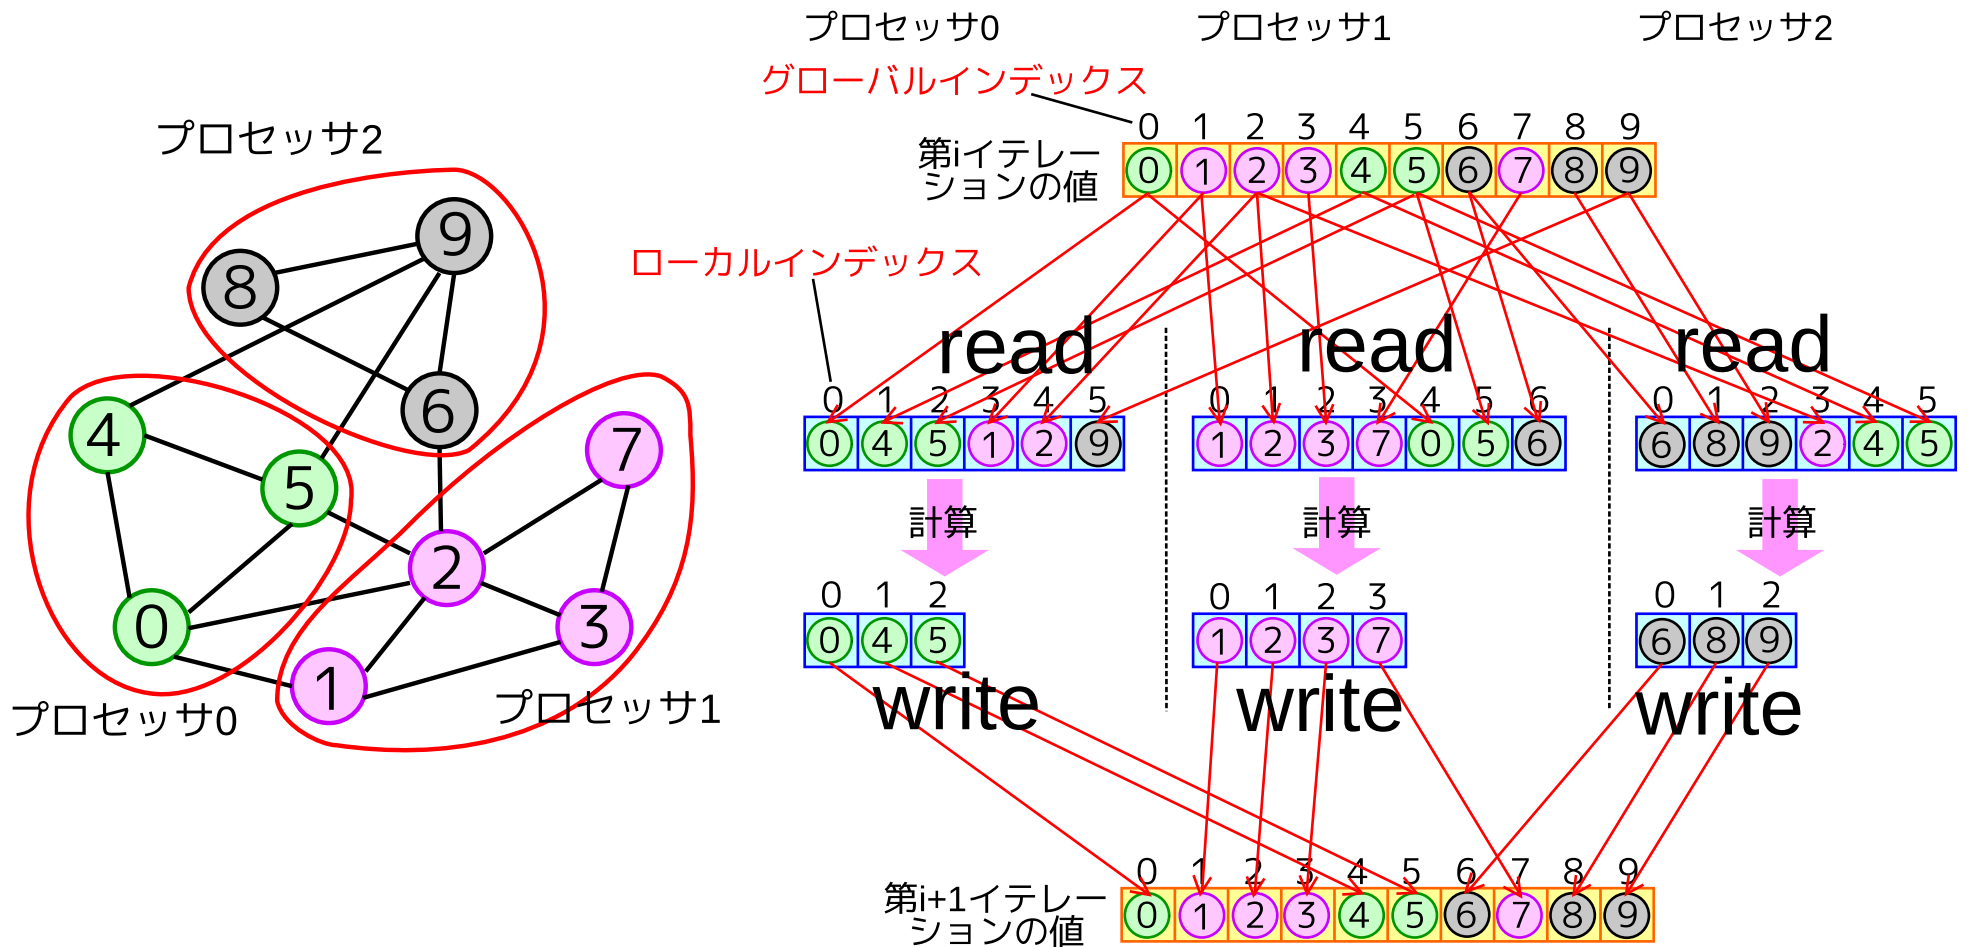 プロセッサ0
プロセッサ1
プロセッサ2
グローバルインデックス
0 1 2 3 4 5 6 7 8 9
第iイテレー
ションの値
0 1 2 3 4 5 6 7 8 9
ローカルインデックス
read
read
read
0 1 2 3 4 5
0 1 2 3 4 5 6
0 1 2 3 4 5
0 4 5 1 2 9
1 2 3 7 0 5 6
6 8 9 2 4 5
計算
計算
計算
0 1 2
0 1 2 3
0 1 2
0 4 5
1 2 3 7
6 8 9
write
write
write
0 1 2 3 4 5 6 7 8 9
第i+1イテレー
ションの値
0 1 2 3 4 5 6 7 8 9
プロセッサ2
9
8
6
4
7
5
2
0
3
1
プロセッサ0
プロセッサ1